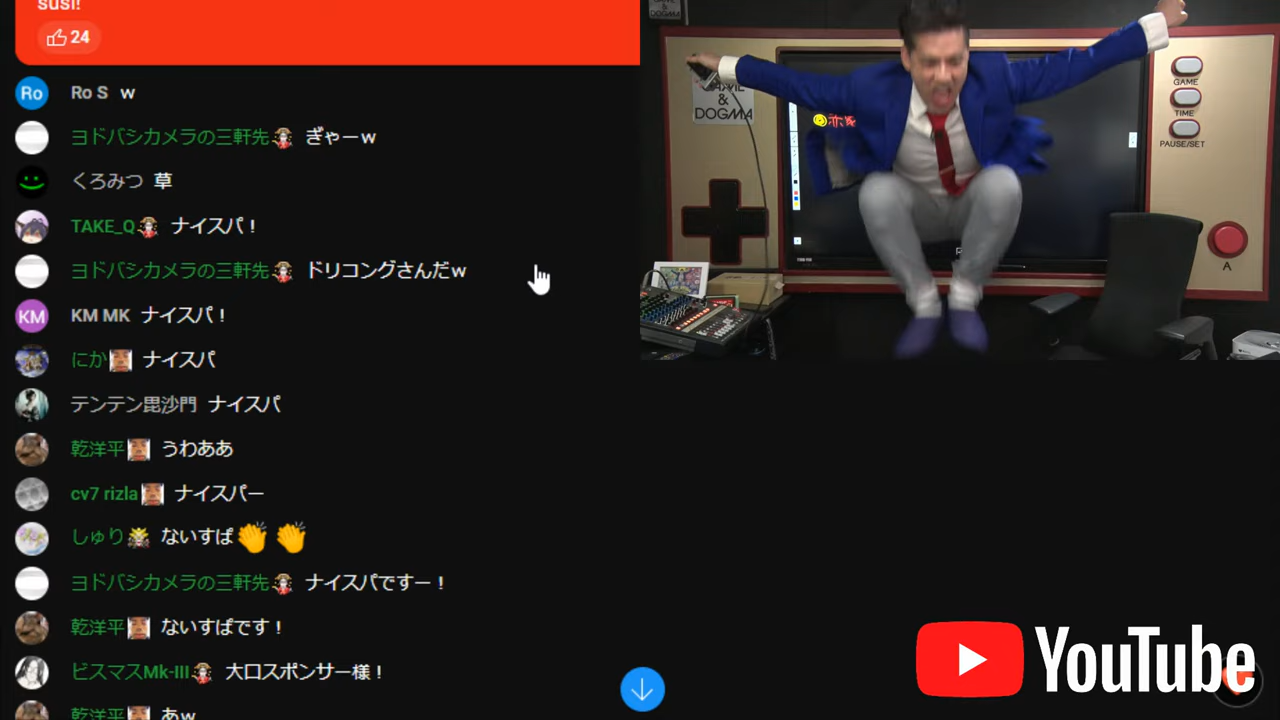 susi!
24
Ro Ro S w
ヨドバシカメラの三軒先 ぎゃーw
くろみつ 草
TAKE_Q ナイスパ！
ヨドバシカメラの三軒先 ドリコングさんだw
KM KM MK ナイスパ！
にか ナイスパ
テンテン毘沙門 ナイスパ
乾洋平 うわああ
cv7 rizla ナイスパー
しゅり ないすぱ👏👏
ヨドバシカメラの三軒先 ナイスパですー！
乾洋平 ないすぱです！
ビスマスMk-III 大口スポンサー様！
乾洋平 あw
GAME
& DOGMA
GAME
TIME
PAUSE/SET
A
YouTube